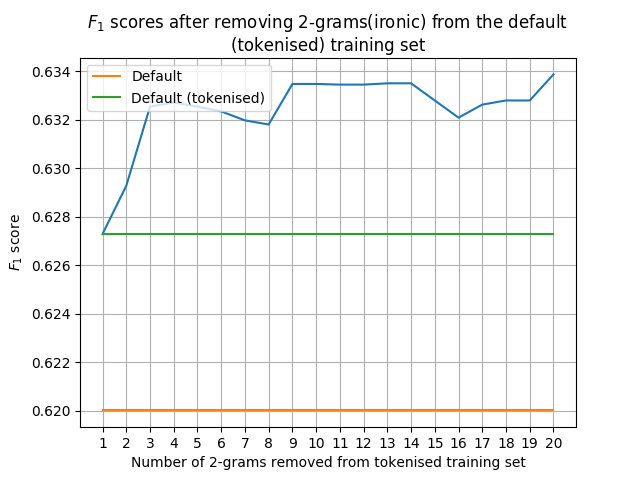 F₁ scores after removing 2-grams(ironic) from the default
(tokenised) training set
Default
Default (tokenised)
0.634
0.632
0.630
0.628
0.626
0.624
0.622
0.620
F₁ score
1 2 3 4 5 6 7 8 9 10 11 12 13 14 15 16 17 18 19 20
Number of 2-grams removed from tokenised training set